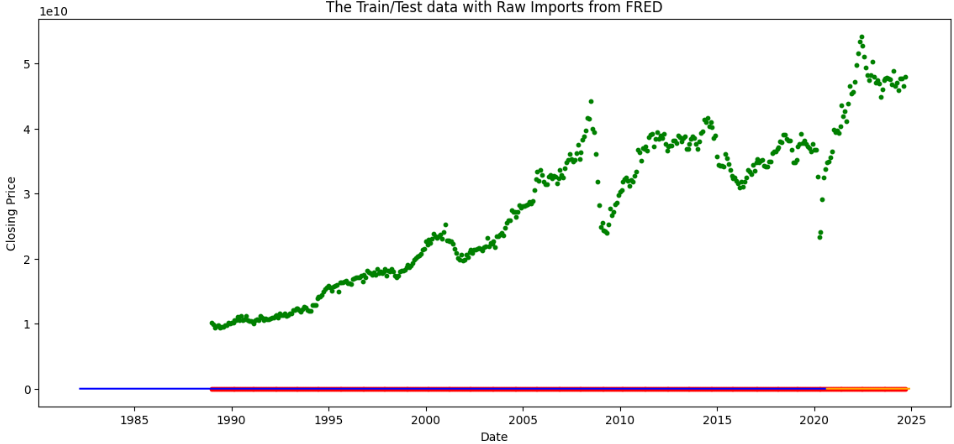 The Train/Test data with Raw Imports from FRED
1e10
5
4
3
2
1
0
Closing Price
1985 1990 1995 2000 2005 2010 2015 2020 2025
Date